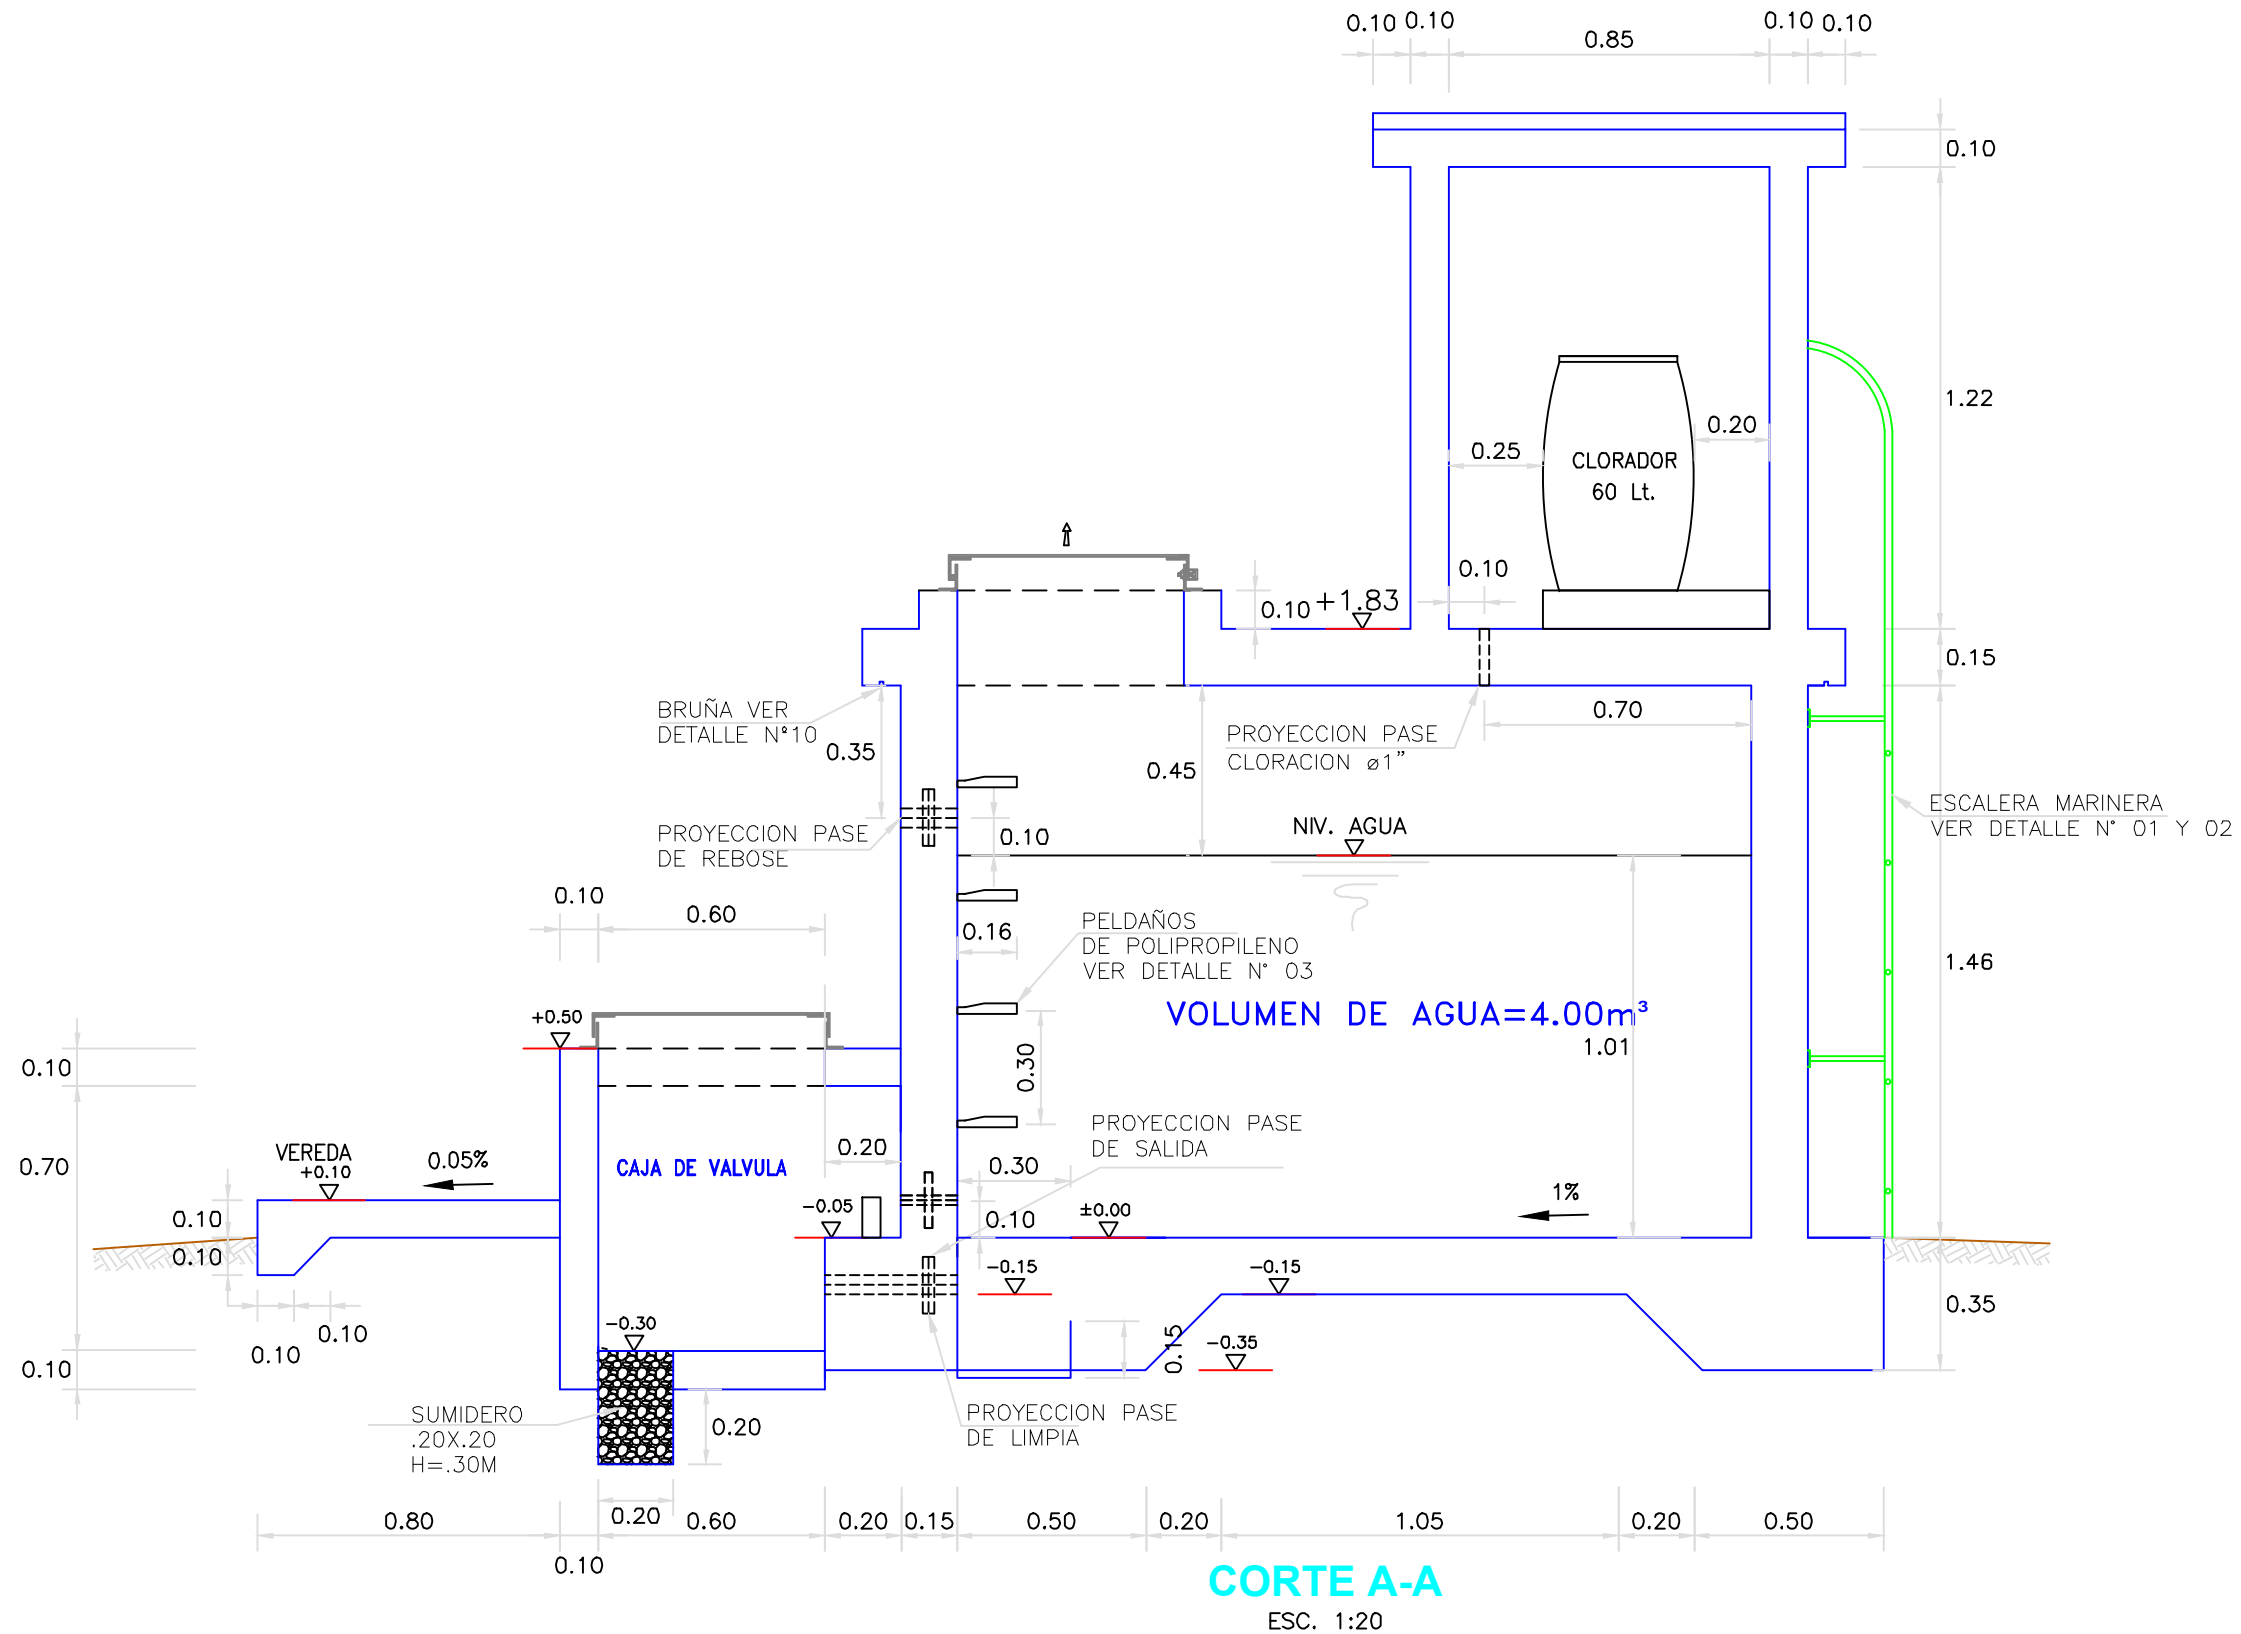 0.10 0.10 0.85 0.10 0.10
0.10
1.22
0.20
0.25
CLORADOR
60 Lt.
0.10
0.10
+1.83
0.15
BRUÑA VER
DETALLE N°10
0.35
0.70
PROYECCION PASE
CLORACION ø1"
0.45
ESCALERA MARINERA
VER DETALLE N° 01 Y 02
PROYECCION PASE
DE REBOSE
0.10
NIV. AGUA
0.10
0.60
0.16
PELDAÑOS
DE POLIPROPILENO
VER DETALLE N° 03
1.46
VOLUMEN DE AGUA=4.00m³
1.01
+0.50
0.10
0.30
PROYECCION PASE
DE SALIDA
VEREDA
+0.10
0.05%
0.70
CAJA DE VALVULA
0.20
0.30
1%
-0.05
±0.00
0.10
0.10
0.10
-0.15
-0.15
0.35
0.10
0.10
-0.30
0.15
-0.35
0.10
SUMIDERO
.20X.20
H=.30M
0.20
PROYECCION PASE
DE LIMPIA
0.80 0.20 0.60 0.20 0.15 0.50 0.20 1.05 0.20 0.50
0.10
CORTE A-A
ESC. 1:20